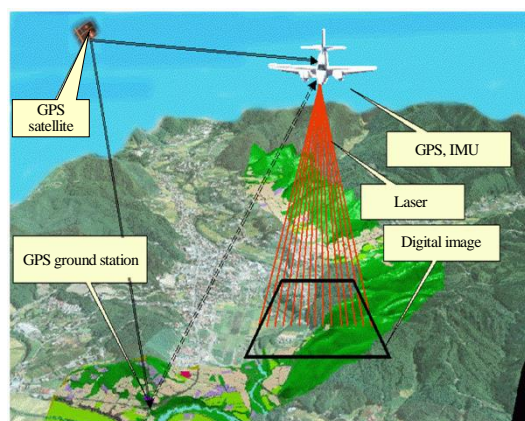 GPS
satellite
GPS, IMU
Laser
Digital image
GPS ground station